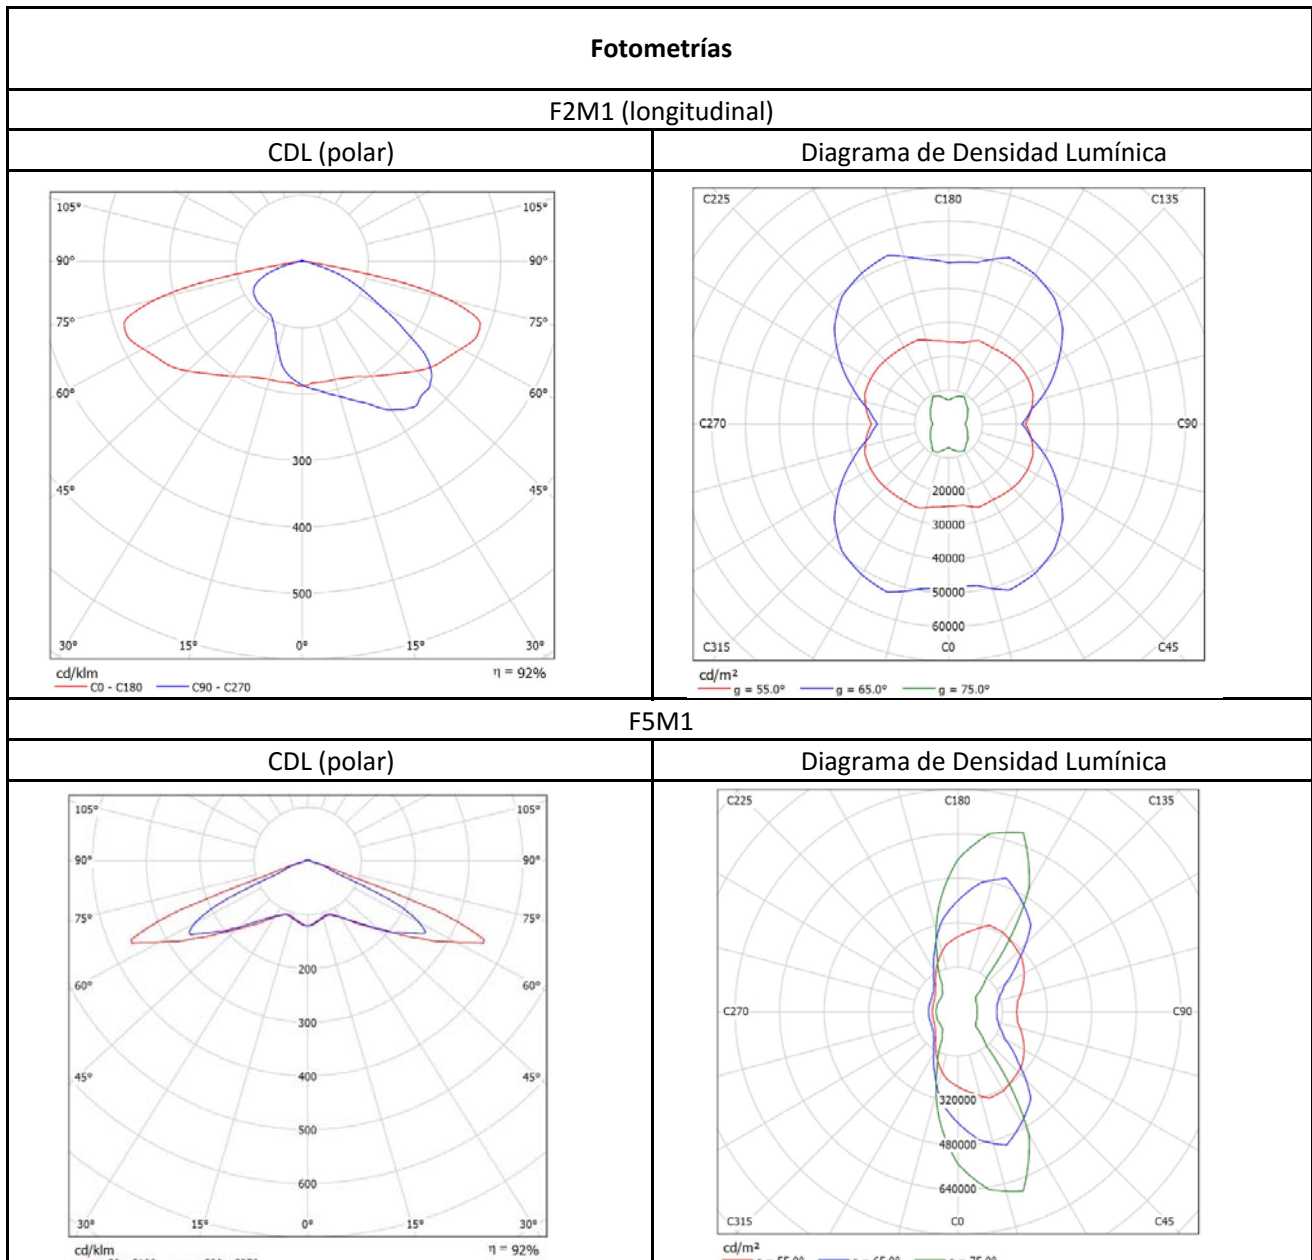 Fotometrías
F2M1 (longitudinal)
CDL (polar)
Diagrama de Densidad Lumínica
105° 105°
90° 90°
75° 75°
60° 60°
45° 45°
300
400
500
30° 15° 0° 15° 30°
cd/klm η = 92%
C0 - C180 C90 - C270
C225 C180 C135
C270 C90
20000
30000
40000
50000
60000
C315 C0 C45
cd/m²
g = 55.0° g = 65.0° g = 75.0°
F5M1
CDL (polar)
Diagrama de Densidad Lumínica
105° 105°
90° 90°
75° 75°
60° 60°
45° 45°
200
300
400
500
600
30° 15° 0° 15° 30°
cd/klm η = 92%
C225 C180 C135
C270 C90
320000
480000
640000
C315 C0 C45
cd/m²